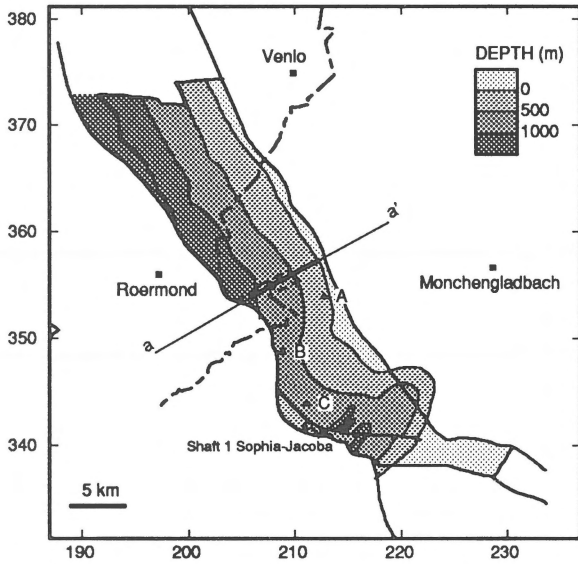 381
Venlo
DEPTH (m)
0
500
1000
370
360
a'
Roermond
A
Monchengladbach
350
a
B
C
Shaft 1 Sophia-Jacoba
340
5 km
190
200
210
220
230